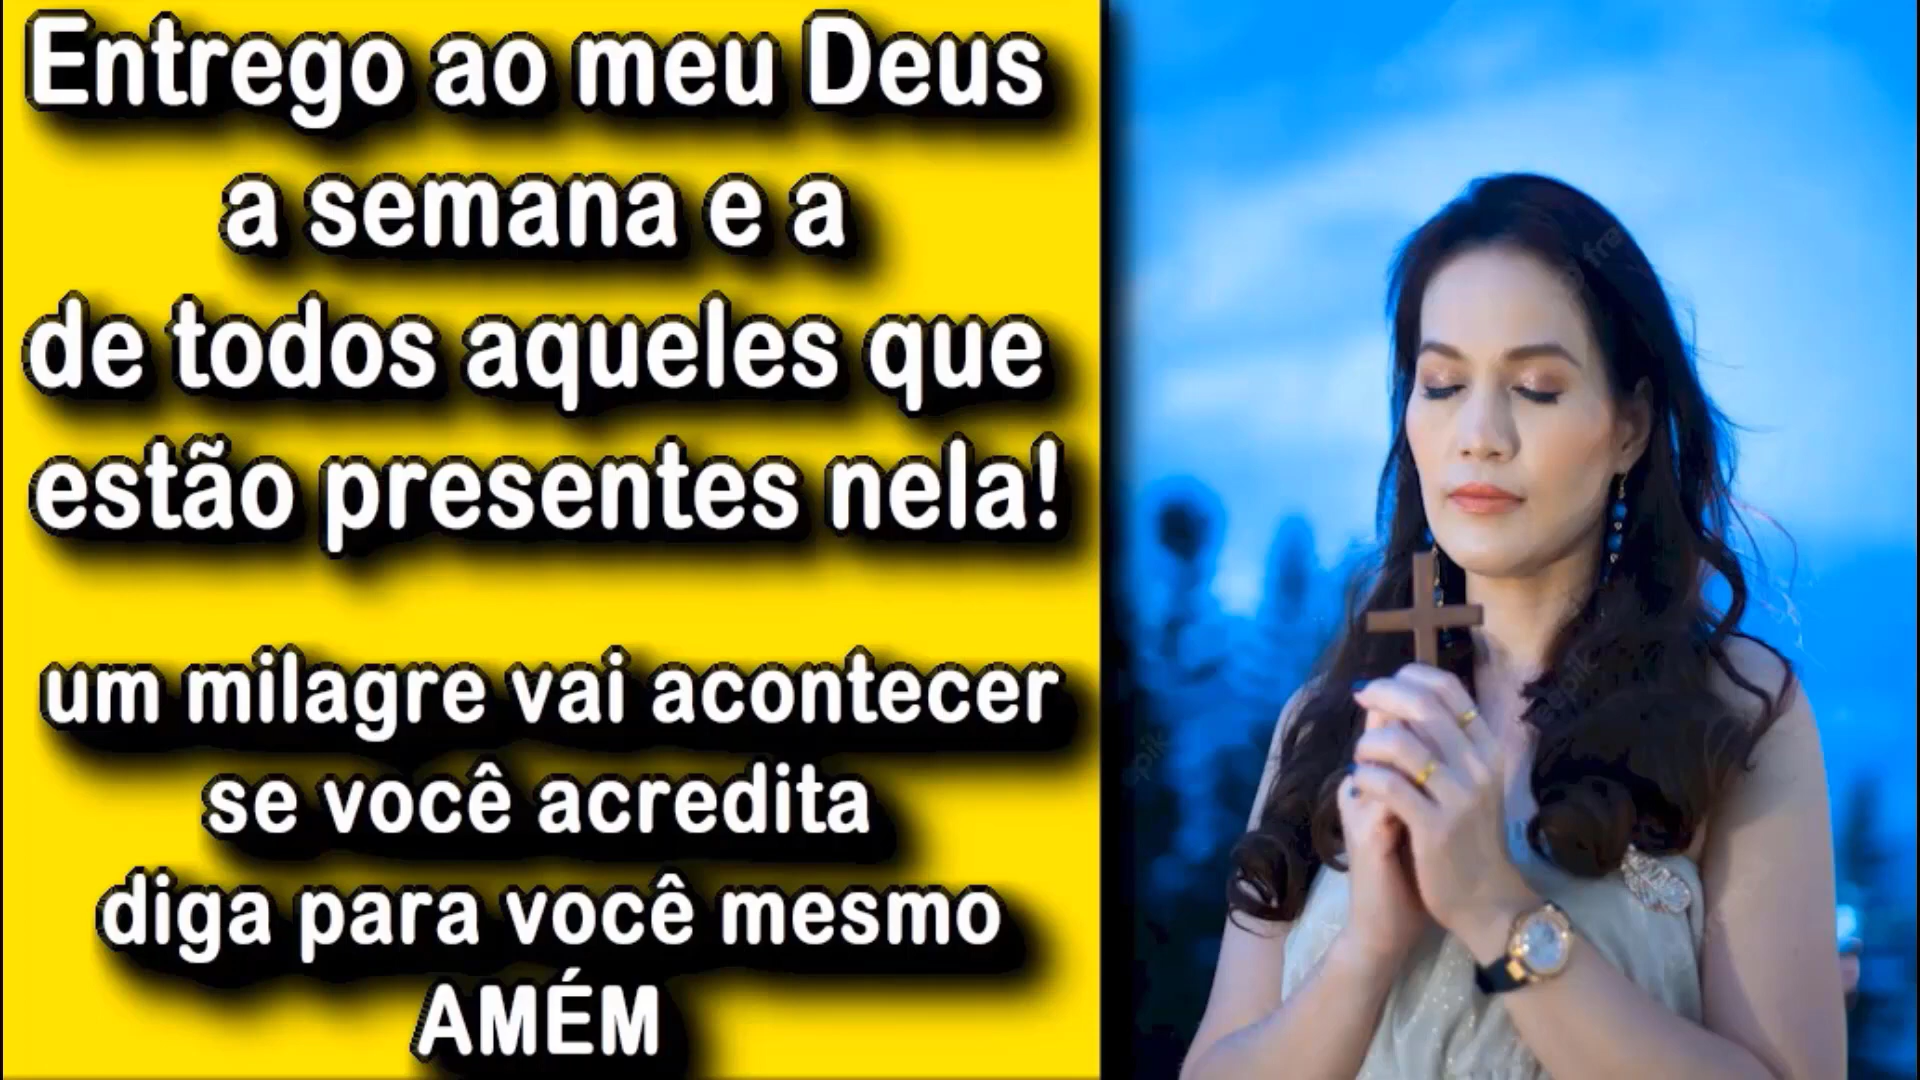 Entrego ao meu Deus
a semana e a
de todos aqueles que
estão presentes nela!
um milagre vai acontecer
se você acredita
diga para você mesmo
AMÉM